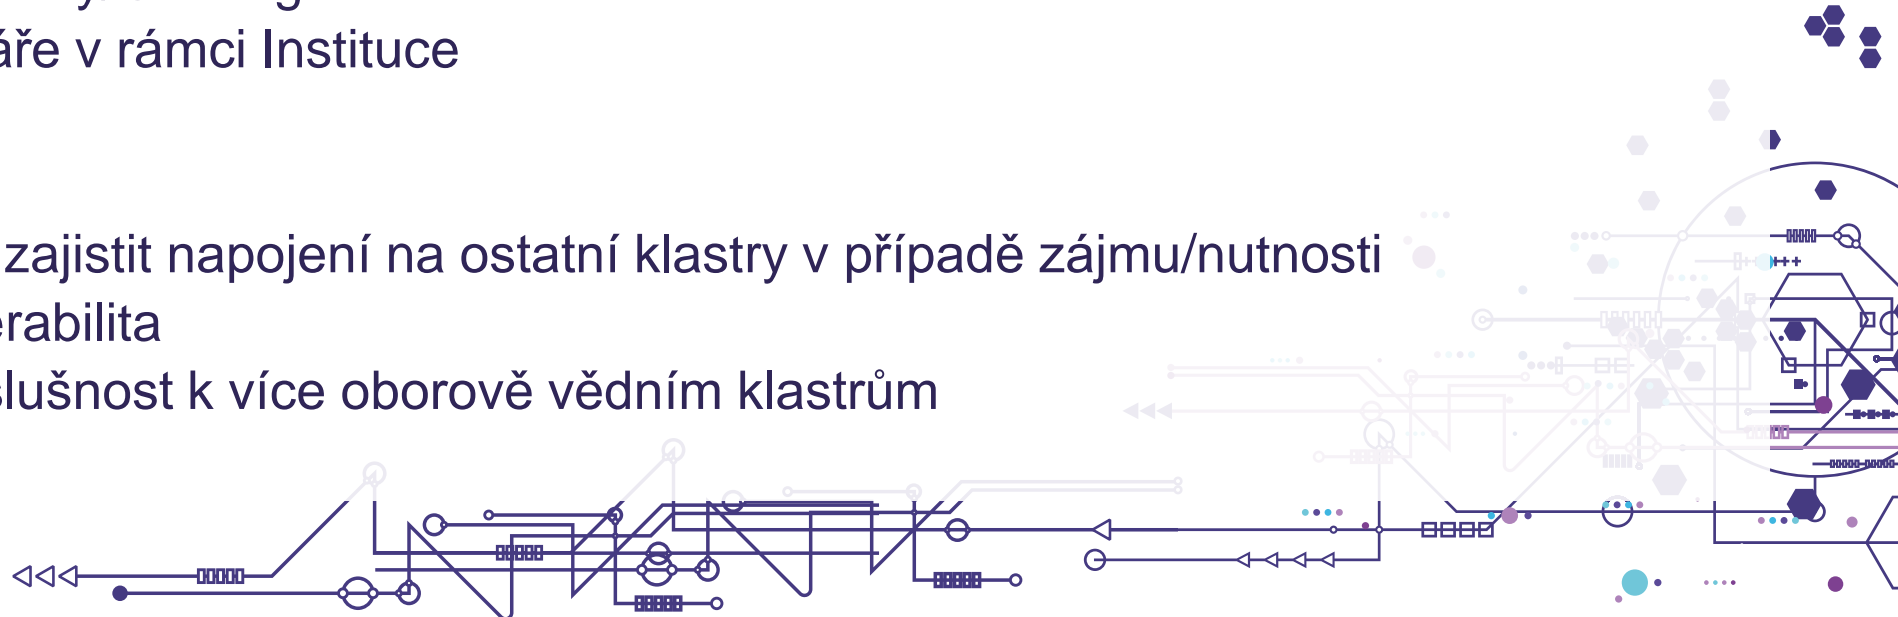 áře v rámci Instituce
zajistit napojení na ostatní klastry v případě zájmu/nutnosti
erabilita
slušnost k více oborově vědním klastrům